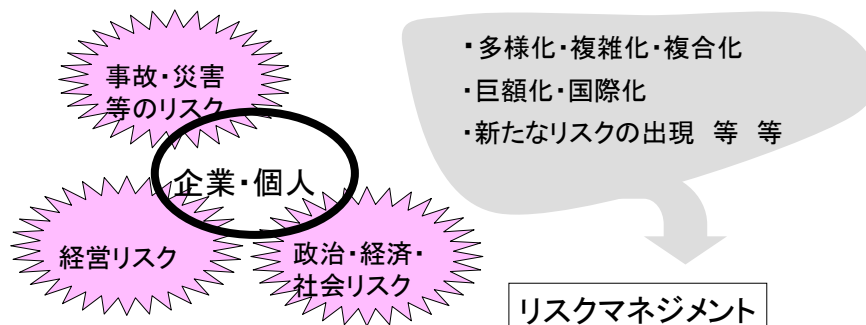 事故・災害
等のリスク
企業・個人
経営リスク
政治・経済・
社会リスク
・多様化・複雑化・複合化
・巨額化・国際化
・新たなリスクの出現　等　等
リスクマネジメント